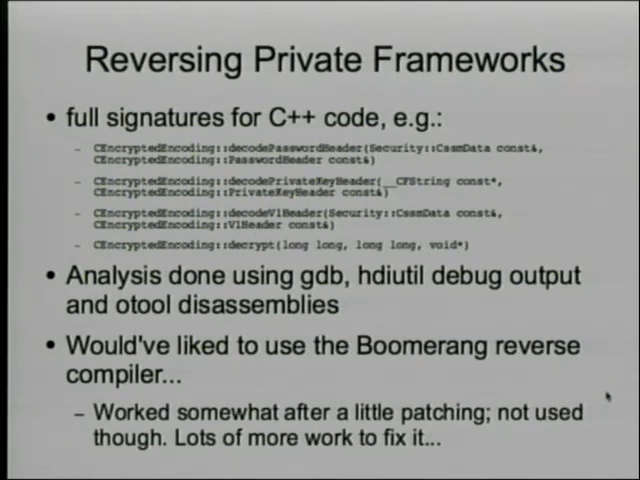 Reversing Private Frameworks
• full signatures for C++ code, e.g.:
– CEncryptedEncoding::decodePasswordHeader(Security::CssmData const&,
CEncryptedEncoding::PasswordHeader const&)
– CEncryptedEncoding::decodePrivateKeyHeader(__CFString const*,
CEncryptedEncoding::PrivateKeyHeader const&)
– CEncryptedEncoding::decodeV1Header(Security::CssmData const&,
CEncryptedEncoding::V1Header const&)
– CEncryptedEncoding::decrypt(long long, long long, void*)
• Analysis done using gdb, hdiutil debug output
and otool disassemblies
• Would've liked to use the Boomerang reverse
compiler...
– Worked somewhat after a little patching; not used
though. Lots of more work to fix it...